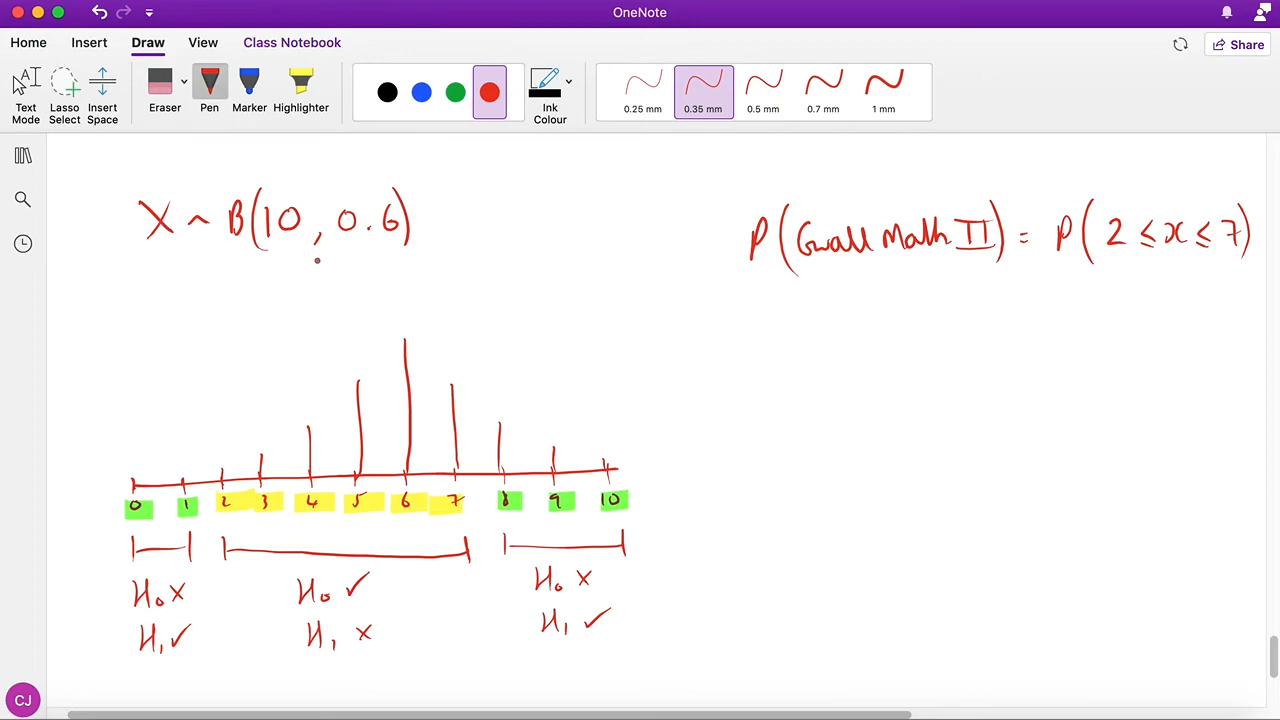 OneNote
Home Insert Draw View Class Notebook
Share
Text Mode
Lasso Select
Insert Space
Eraser
Pen
Marker
Highlighter
Ink Colour
0.25 mm
0.35 mm
0.5 mm
0.7 mm
1 mm
X ~ B(10, 0.6)
P(Gwall Math II) = P(2 ≤ x ≤ 7)
0 1 2 3 4 5 6 7 8 9 10
H₀ × H₀ ✓ H₀ ×
H₁ ✓ H₁ × H₁ ✓
CJ